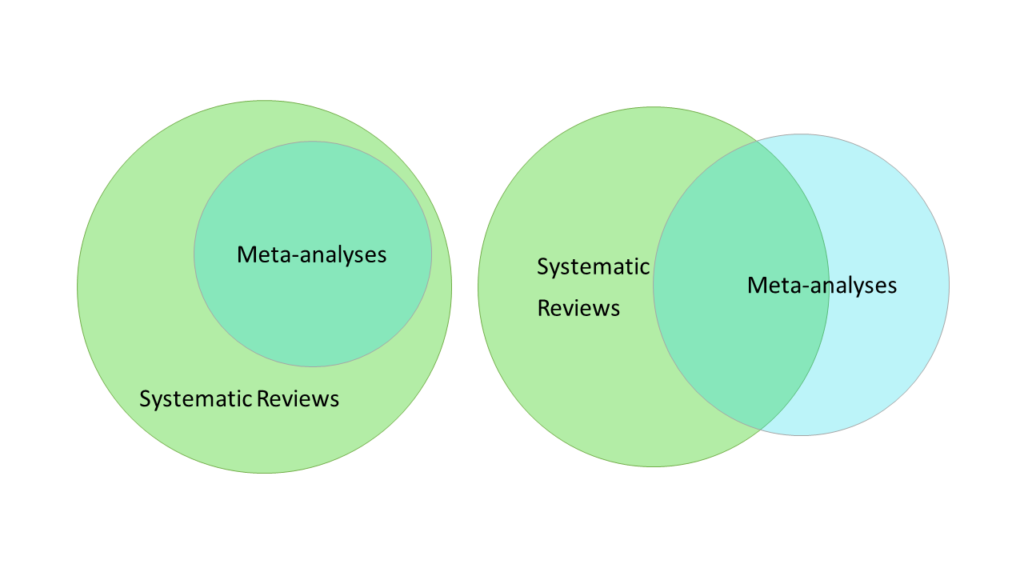 Meta-analyses
Systematic Reviews
Systematic
Reviews
Meta-analyses